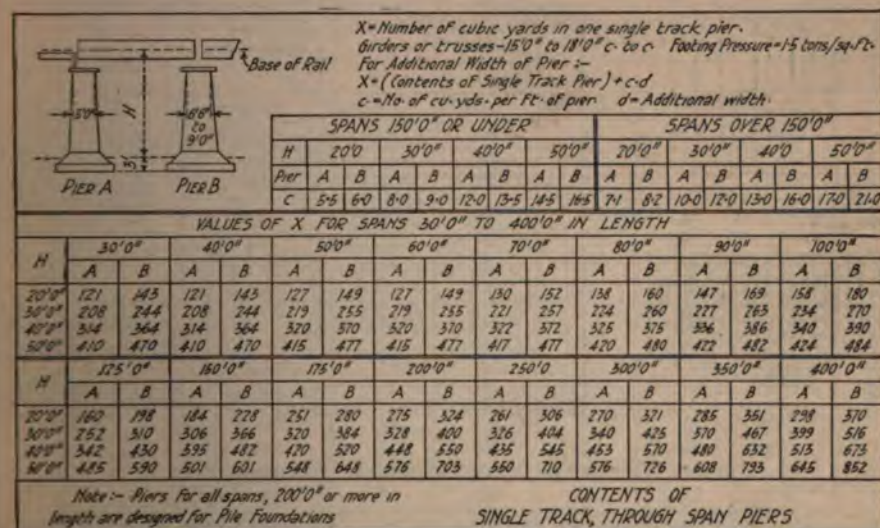 X=Number of cubic yards in one single track pier.
Girders or trusses-15'0" to 18'0" c. to c. Footing Pressure=1.5 tons/sq.ft.
For Additional Width of Pier:-
X=(Contents of Single Track Pier)+c.d
c.=No. of cu. yds. per Ft. of pier d=Additional width.
Base of Rail
H
5'0"
6'6" to 9'0"
3'
PIER A PIER B
SPANS 150'0" OR UNDER SPANS OVER 150'0"
H 20'0 30'0" 40'0" 50'0" 20'0" 30'0" 40'0 50'0"
Pier A B A B A B A B A B A B A B A B
C 5.5 6.0 8.0 9.0 12.0 13.5 14.5 16.5 7.1 8.2 10.0 12.0 13.0 16.0 17.0 21.0
VALUES OF X FOR SPANS 30'0" TO 400'0" IN LENGTH
H 30'0" 40'0" 50'0" 60'0" 70'0" 80'0" 90'0" 100'0"
A B A B A B A B A B A B A B A B
20'0" 121 143 121 143 127 149 127 149 130 152 138 160 147 169 158 180
30'0" 208 244 208 244 219 255 219 255 221 257 224 260 227 263 234 270
40'0" 314 364 314 364 320 370 320 370 322 372 325 375 336 386 340 390
50'0" 410 470 410 470 415 477 415 477 417 477 420 480 422 482 424 484
H 125'0" 150'0" 175'0" 200'0" 250'0 300'0" 350'0" 400'0"
A B A B A B A B A B A B A B A B
20'0" 160 198 184 228 251 280 275 324 261 306 270 321 285 351 298 370
30'0" 252 310 306 366 320 384 328 400 326 404 340 425 370 467 399 516
40'0" 342 430 395 482 420 520 448 550 435 545 453 570 480 632 513 673
50'0" 485 590 501 601 548 648 576 703 560 710 576 726 608 793 645 852
Note:- Piers for all spans, 200'0" or more in
length are designed for Pile Foundations
CONTENTS OF
SINGLE TRACK, THROUGH SPAN PIERS